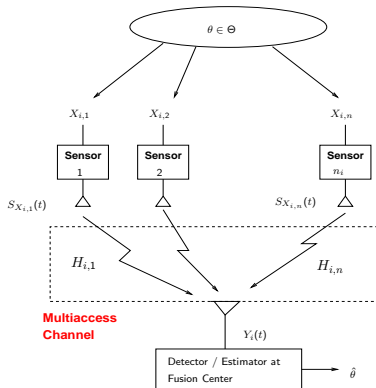 θ ∈ Θ
X_{i,1} X_{i,2} X_{i,n}
Sensor Sensor Sensor
1 2 n_i
S_{X_{i,1}}(t) S_{X_{i,n}}(t)
H_{i,1} H_{i,n}
Multiaccess
Channel
Y_i(t)
Detector / Estimator at
Fusion Center
θ̂